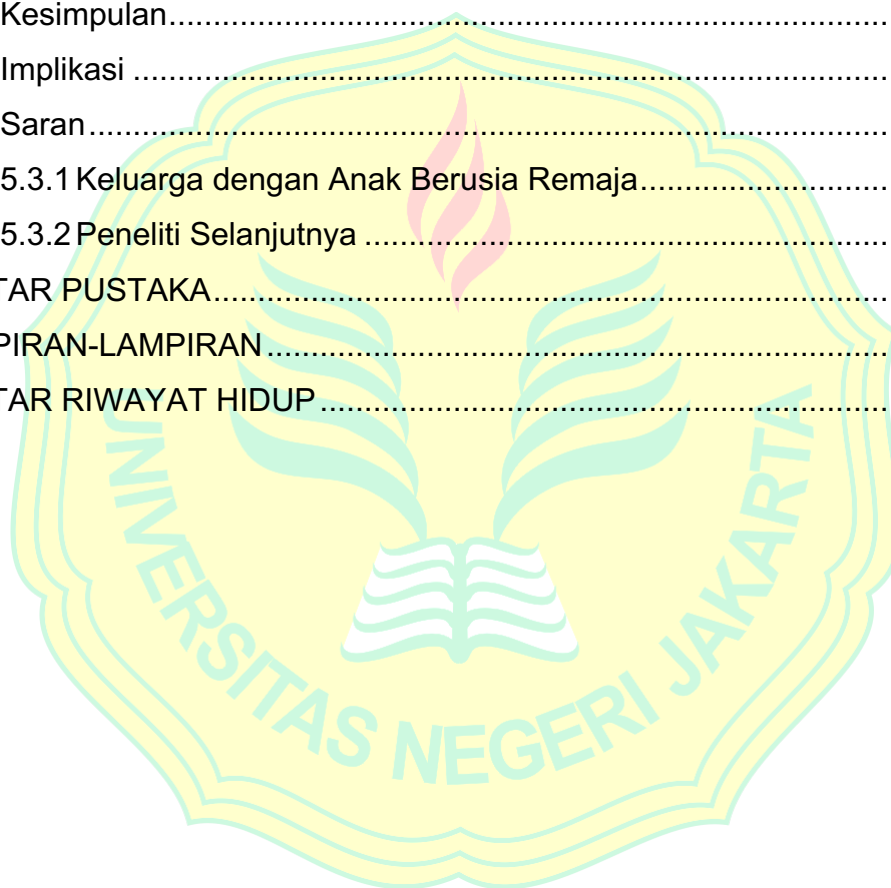 Kesimpulan
Implikasi
Saran
5.3.1 Keluarga dengan Anak Berusia Remaja
5.3.2 Peneliti Selanjutnya
TAR PUSTAKA
PIRAN-LAMPIRAN
TAR RIWAYAT HIDUP
UNIVERSITAS NEGERI JAKARTA